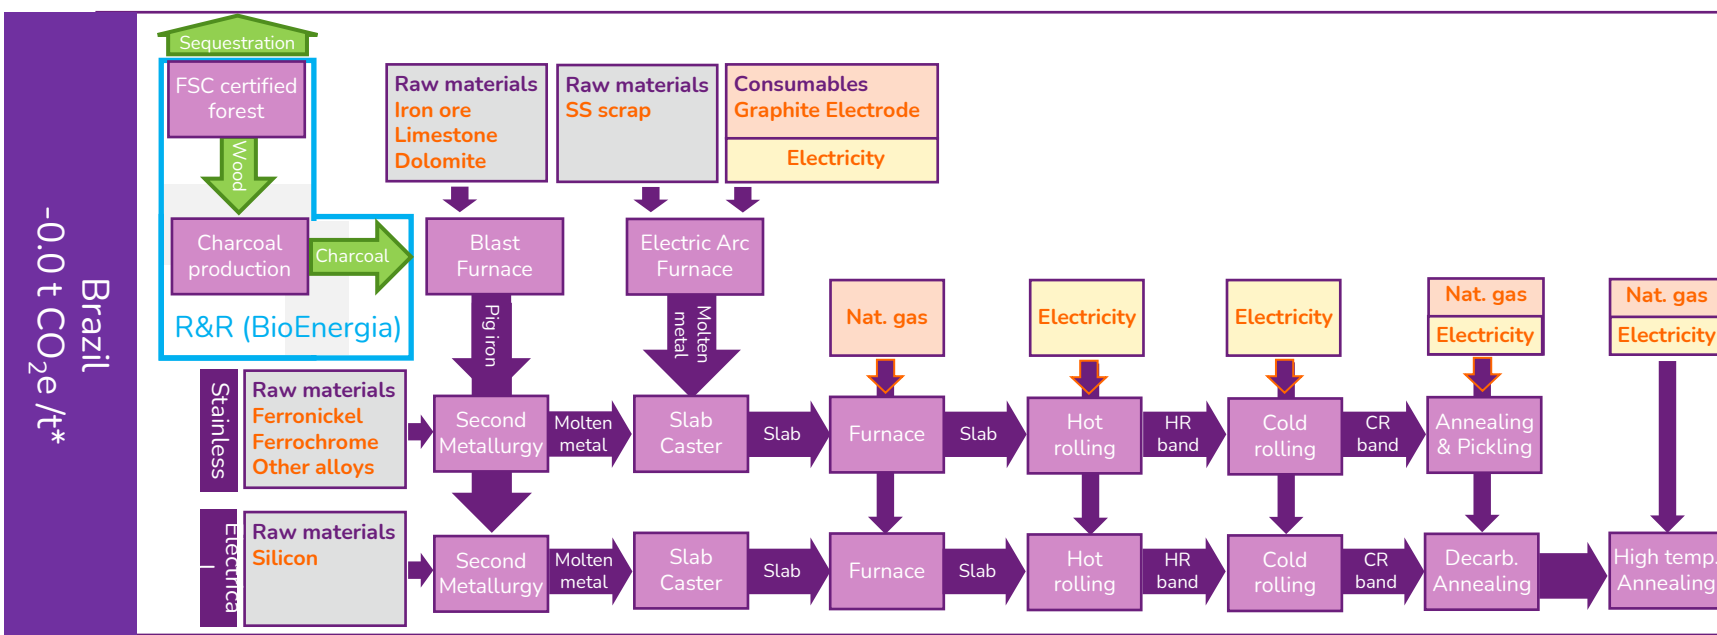 Brazil
-0.0 t CO₂e /t*
Sequestration
FSC certified
forest
Wood
Charcoal
production
Charcoal
R&R (BioEnergia)
Raw materials
Iron ore
Limestone
Dolomite
Raw materials
SS scrap
Consumables
Graphite Electrode
Electricity
Blast
Furnace
Electric Arc
Furnace
Pig iron
Molten
metal
Nat. gas
Electricity
Electricity
Nat. gas
Electricity
Nat. gas
Electricity
Stainless
Raw materials
Ferronickel
Ferrochrome
Other alloys
Second
Metallurgy
Molten
metal
Slab
Caster
Slab
Furnace
Slab
Hot
rolling
HR
band
Cold
rolling
CR
band
Annealing
& Pickling
Electrica
l
Raw materials
Silicon
Second
Metallurgy
Molten
metal
Slab
Caster
Slab
Furnace
Slab
Hot
rolling
HR
band
Cold
rolling
CR
band
Decarb.
Annealing
High temp.
Annealing